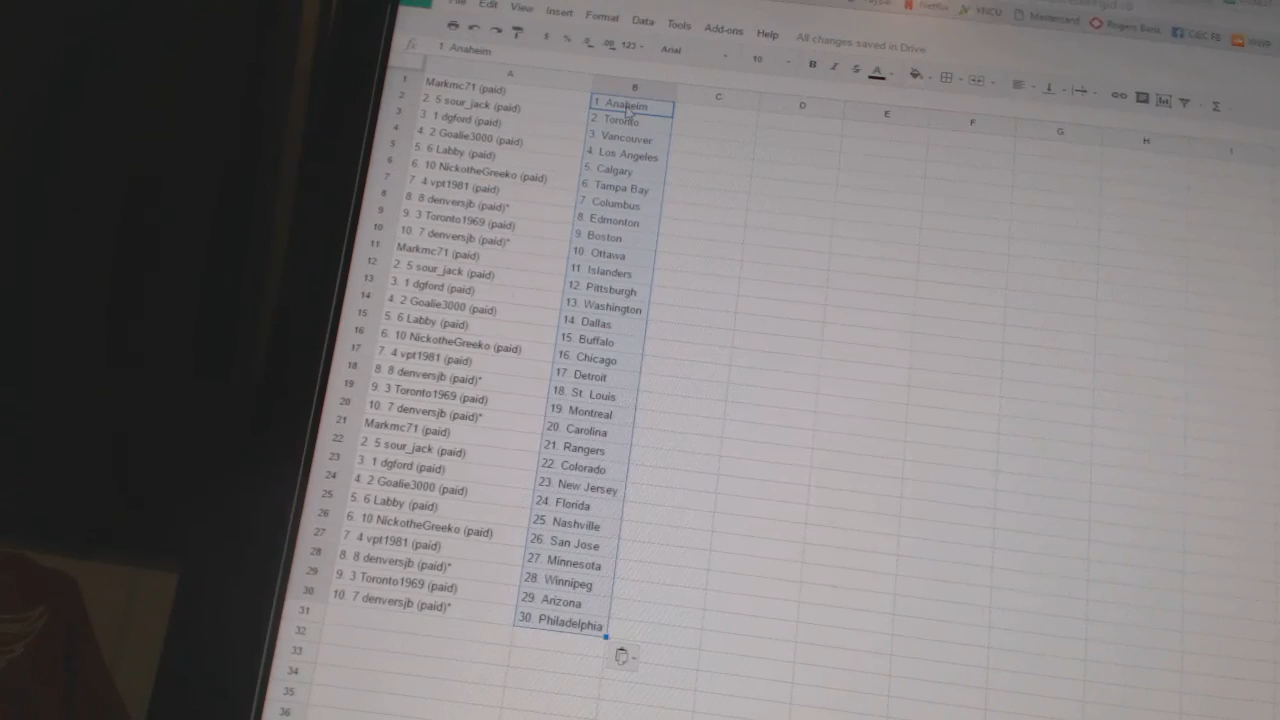 File Edit View Insert Format Data Tools Add-ons Help All changes saved in Drive
Netflix VNCU Mastercard Rogers Bank CIBC FB
$ % .0 .00 123 Arial 10 B I S A
fx 1 Anaheim
A B C D E F G H I
1 Markmc71 (paid) 1 Anaheim
2 2. 5 sour_jack (paid) 2. Toronto
3 3. 1 dgford (paid) 3 Vancouver
4 4. 2 Goalie3000 (paid) 4. Los Angeles
5 5. 6 Labby (paid) 5. Calgary
6 6. 10 NickotheGreeko (paid) 6 Tampa Bay
7 7. 4 vpt1981 (paid) 7 Columbus
8 8. 8 denversjb (paid)* 8. Edmonton
9 9. 3 Toronto1969 (paid) 9. Boston
10 10. 7 denversjb (paid)* 10 Ottawa
11 Markmc71 (paid) 11 Islanders
12 2. 5 sour_jack (paid) 12. Pittsburgh
13 3. 1 dgford (paid) 13. Washington
14 4. 2 Goalie3000 (paid) 14 Dallas
15 5. 6 Labby (paid) 15. Buffalo
16 6. 10 NickotheGreeko (paid) 16. Chicago
17 7. 4 vpt1981 (paid) 17. Detroit
18 8. 8 denversjb (paid)* 18. St. Louis
19 9. 3 Toronto1969 (paid) 19. Montreal
20 10. 7 denversjb (paid)* 20. Carolina
21 Markmc71 (paid) 21. Rangers
22 2. 5 sour_jack (paid) 22. Colorado
23 3. 1 dgford (paid) 23. New Jersey
24 4. 2 Goalie3000 (paid) 24. Florida
25 5. 6 Labby (paid) 25. Nashville
26 6. 10 NickotheGreeko (paid) 26. San Jose
27 7. 4 vpt1981 (paid) 27. Minnesota
28 8. 8 denversjb (paid)* 28. Winnipeg
29 9. 3 Toronto1969 (paid) 29. Arizona
30 10. 7 denversjb (paid)* 30. Philadelphia
31
32
33
34
35
36